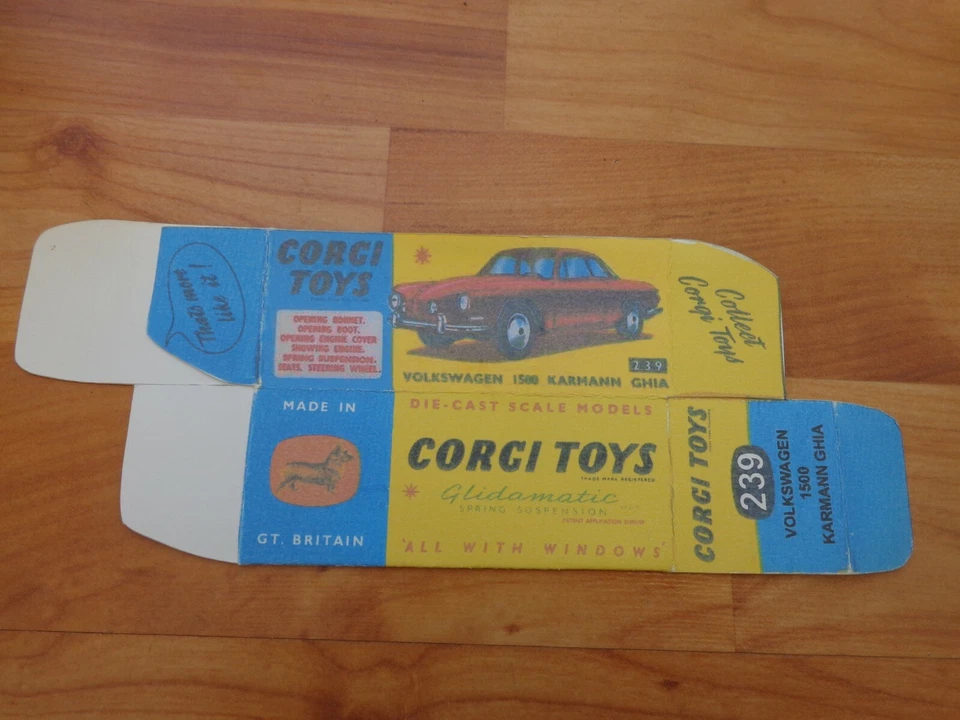 That's more
like it!
CORGI
TOYS
OPENING BONNET.
OPENING BOOT.
OPENING ENGINE COVER
SHOWING ENGINE.
SPRING SUSPENSION.
SEATS. STEERING WHEEL.
239
VOLKSWAGEN 1500 KARMANN GHIA
Collect
Corgi Toys
MADE IN
GT. BRITAIN
DIE-CAST SCALE MODELS
CORGI TOYS
TRADE MARK REGISTERED
Glidamatic
SPRING SUSPENSION
PATENT APPLICATION
'ALL WITH WINDOWS'
CORGI TOYS
239
VOLKSWAGEN
1500
KARMANN GHIA